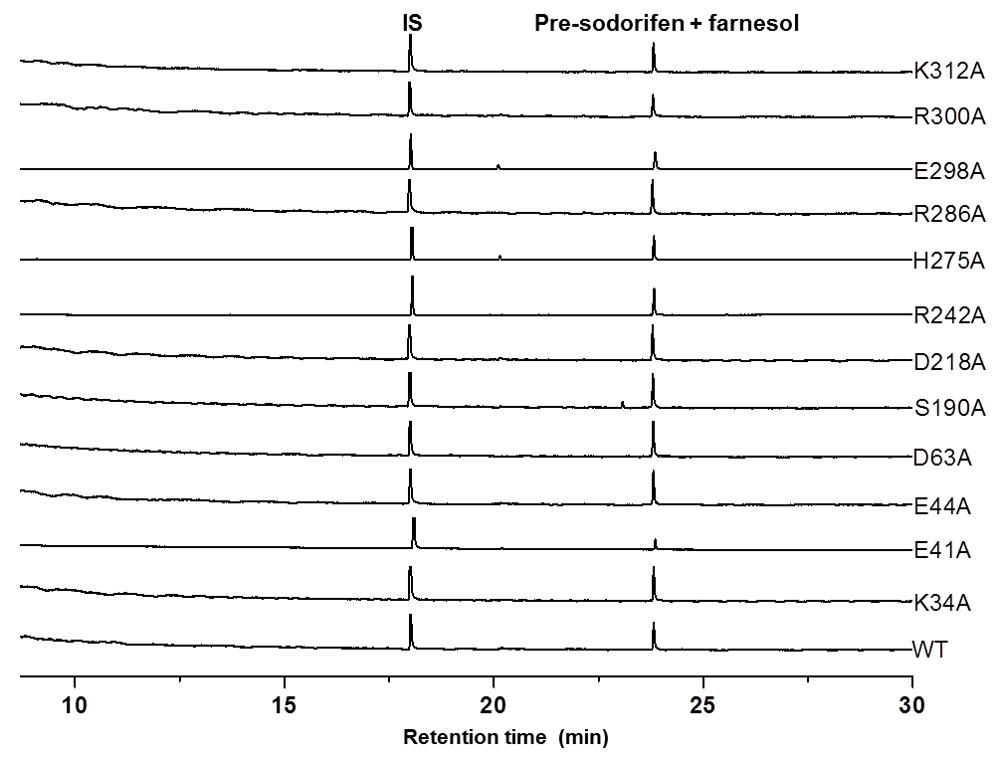 IS Pre-sodorifen + farnesol
K312A
R300A
E298A
R286A
H275A
R242A
D218A
S190A
D63A
E44A
E41A
K34A
WT
10 15 20 25 30
Retention time (min)